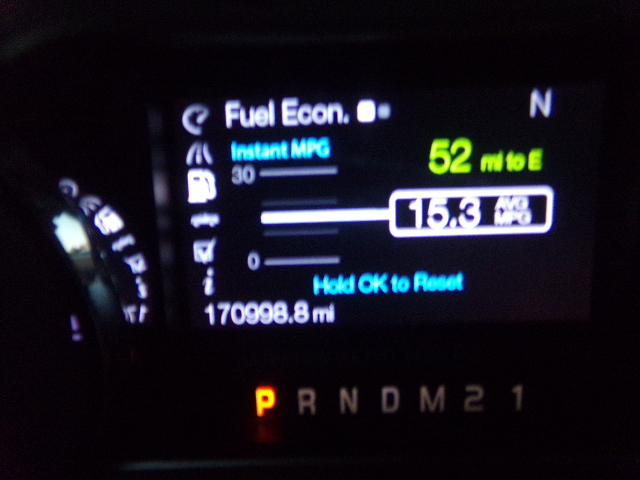 Fuel Econ.
N
Instant MPG
52 mi to E
30
15.3 AVG MPG
0
Hold OK to Reset
170998.8 mi
P R N D M 2 1